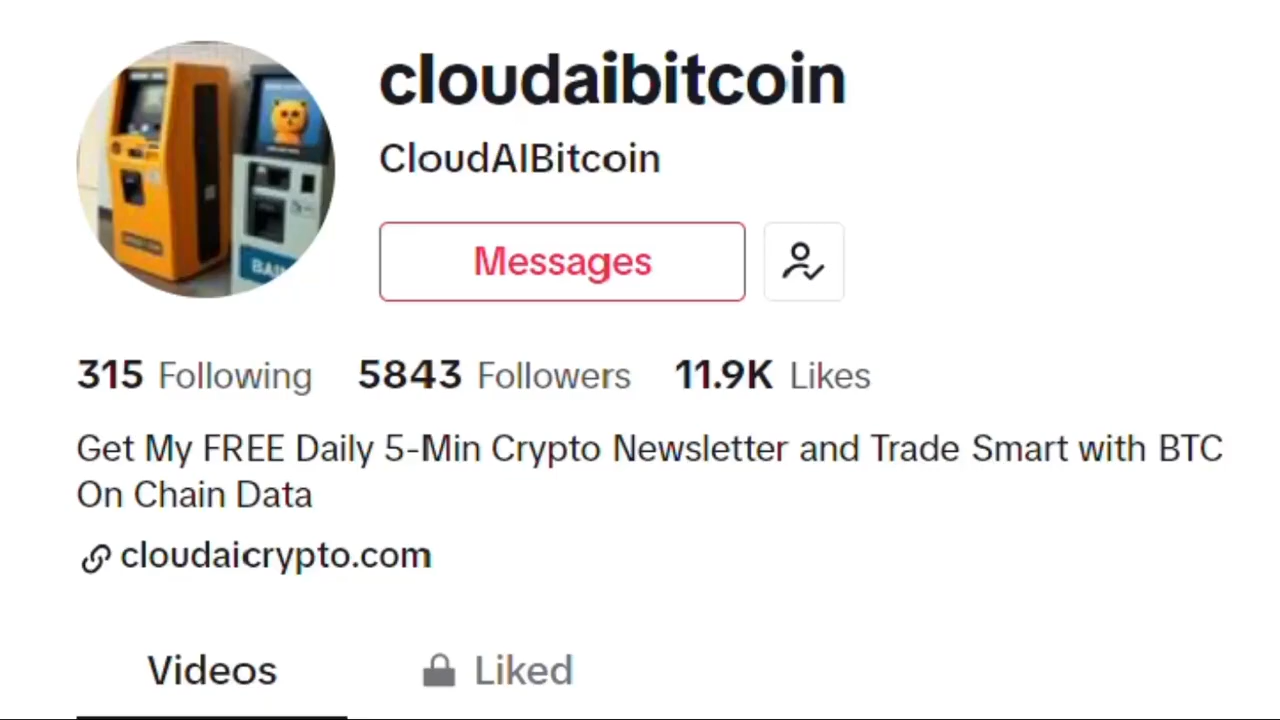 cloudaibitcoin
CloudAIBitcoin
Messages
315 Following 5843 Followers 11.9K Likes
Get My FREE Daily 5-Min Crypto Newsletter and Trade Smart with BTC
On Chain Data
cloudaicrypto.com
Videos Liked